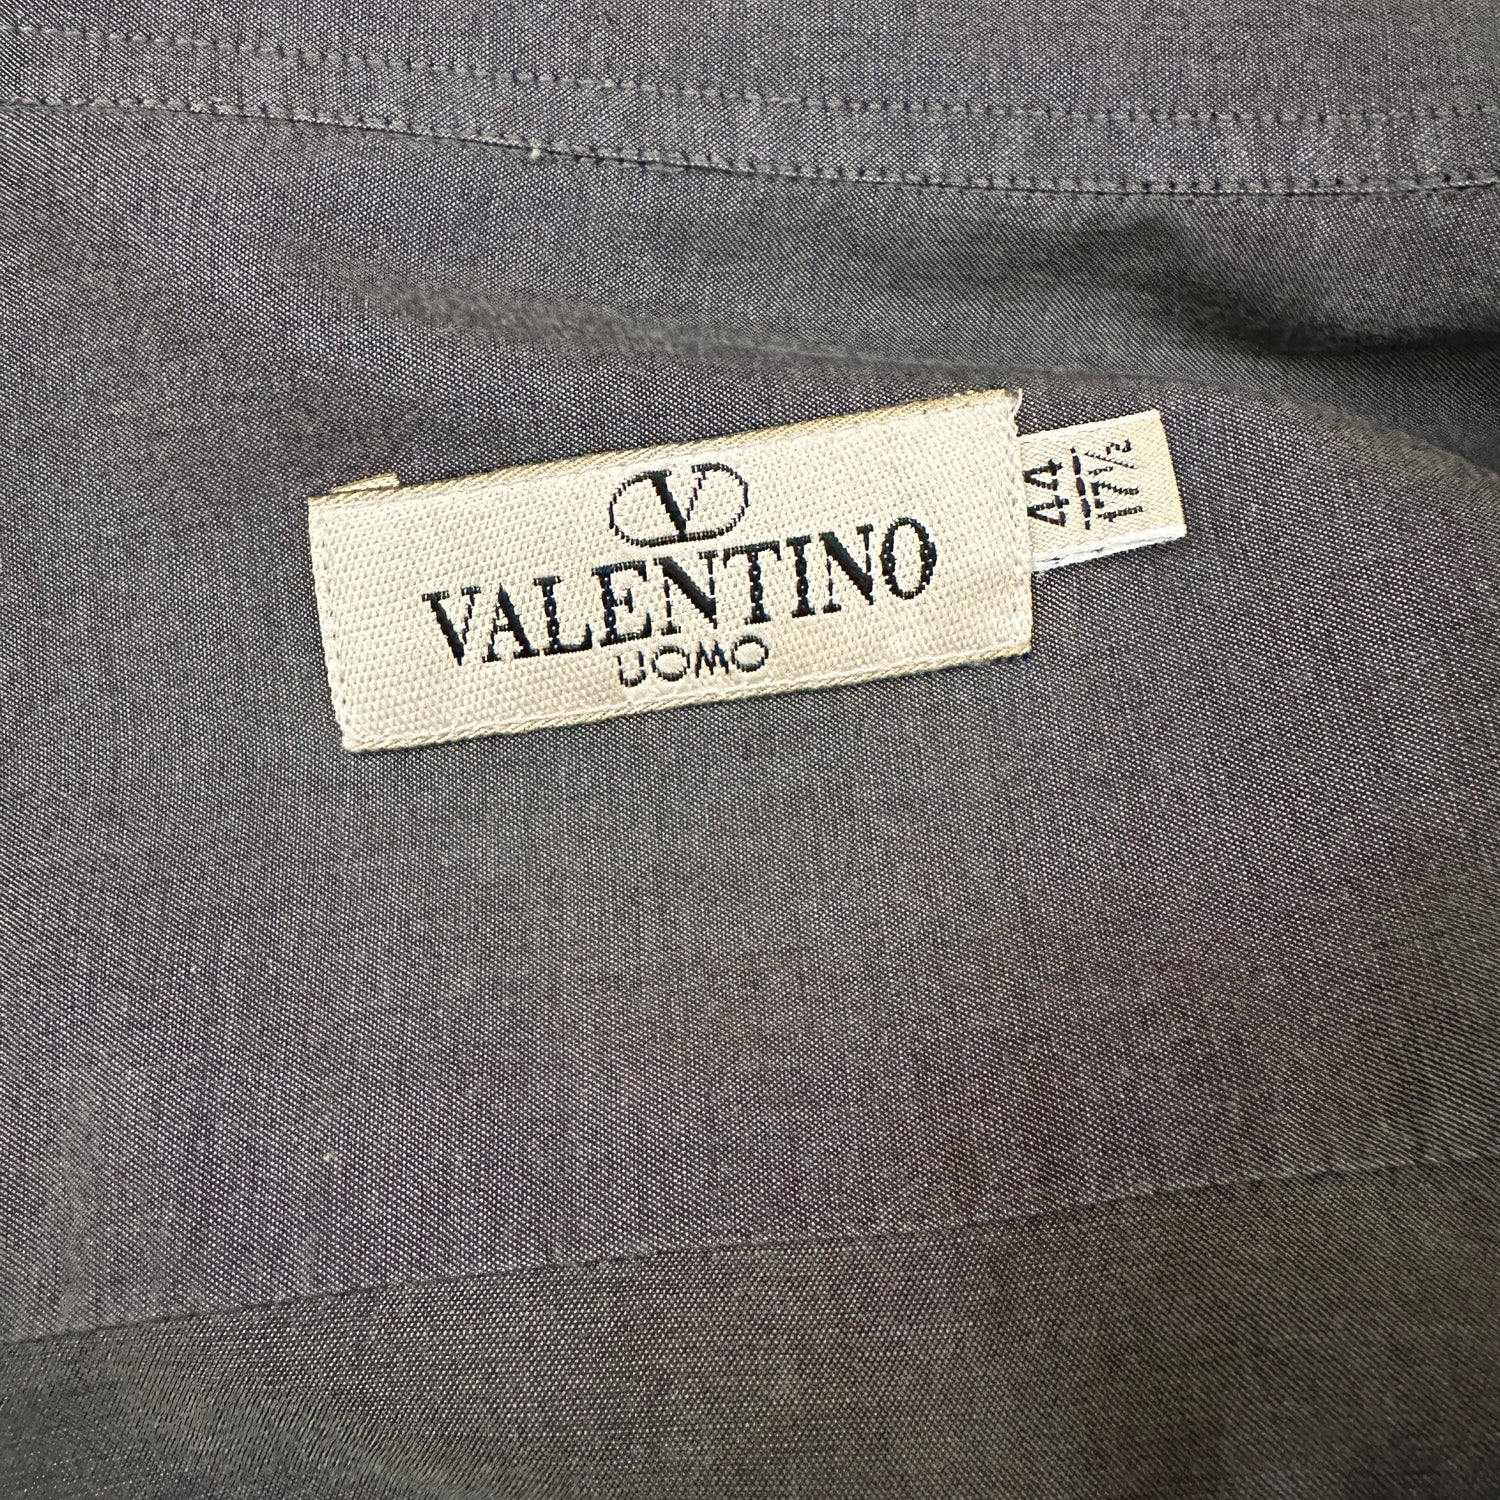 V
VALENTINO
UOMO
44
17½